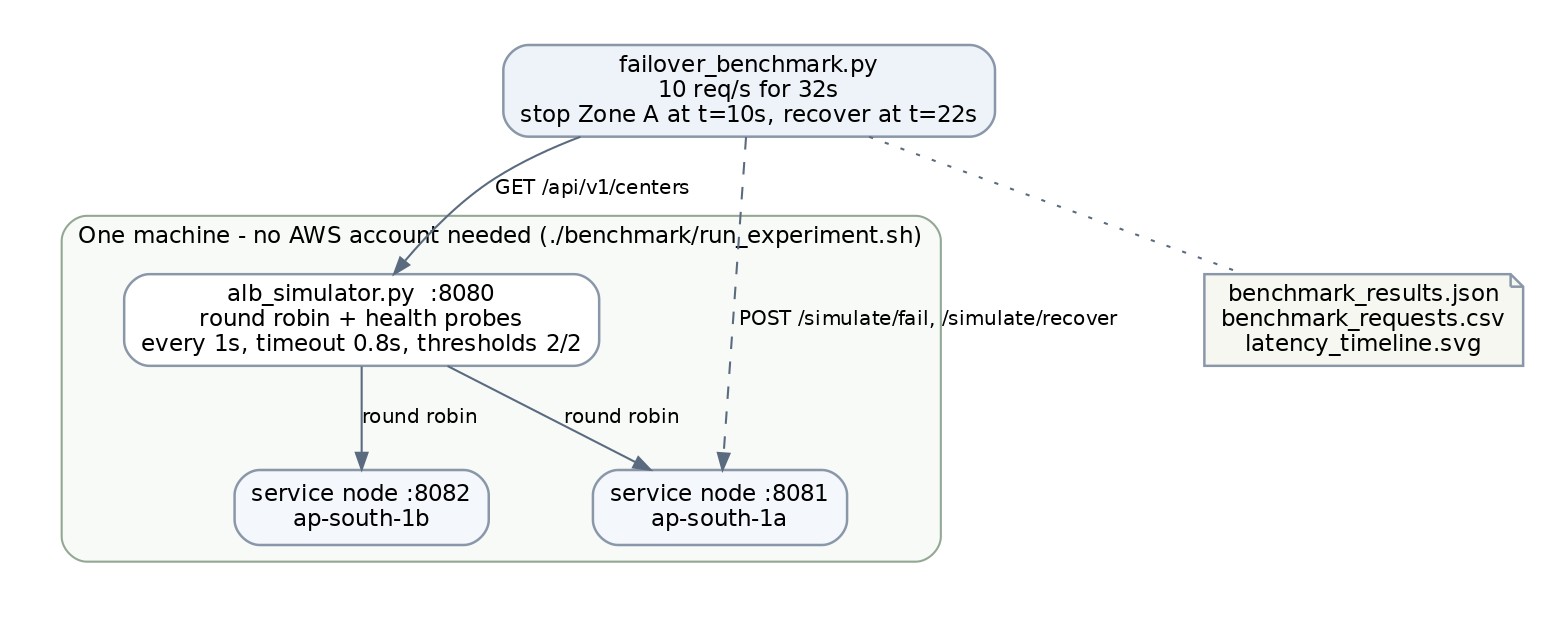 failover_benchmark.py
10 req/s for 32s
stop Zone A at t=10s, recover at t=22s
GET /api/v1/centers
One machine - no AWS account needed (./benchmark/run_experiment.sh)
alb_simulator.py  :8080
round robin + health probes
every 1s, timeout 0.8s, thresholds 2/2
POST /simulate/fail, /simulate/recover
benchmark_results.json
benchmark_requests.csv
latency_timeline.svg
round robin
round robin
service node :8082
ap-south-1b
service node :8081
ap-south-1a